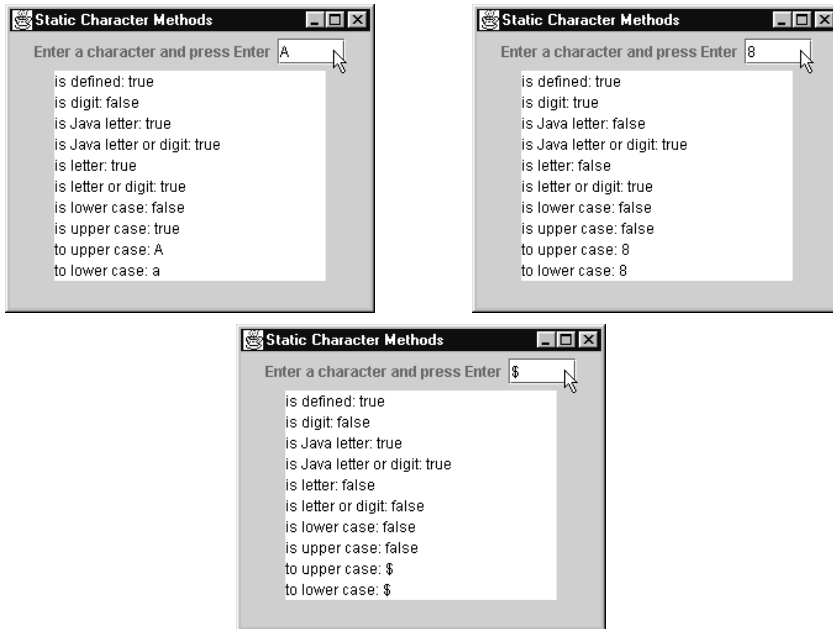 Static Character Methods
Enter a character and press Enter A
is defined: true
is digit: false
is Java letter: true
is Java letter or digit: true
is letter: true
is letter or digit: true
is lower case: false
is upper case: true
to upper case: A
to lower case: a
Static Character Methods
Enter a character and press Enter 8
is defined: true
is digit: true
is Java letter: false
is Java letter or digit: true
is letter: false
is letter or digit: true
is lower case: false
is upper case: false
to upper case: 8
to lower case: 8
Static Character Methods
Enter a character and press Enter $
is defined: true
is digit: false
is Java letter: true
is Java letter or digit: true
is letter: false
is letter or digit: false
is lower case: false
is upper case: false
to upper case: $
to lower case: $